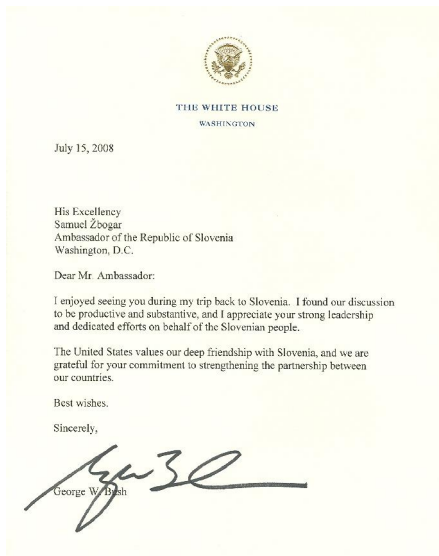 THE WHITE HOUSE
WASHINGTON
July 15, 2008
His Excellency
Samuel Žbogar
Ambassador of the Republic of Slovenia
Washington, D.C.
Dear Mr. Ambassador:
I enjoyed seeing you during my trip back to Slovenia. I found our discussion
to be productive and substantive, and I appreciate your strong leadership
and dedicated efforts on behalf of the Slovenian people.
The United States values our deep friendship with Slovenia, and we are
grateful for your commitment to strengthening the partnership between
our countries.
Best wishes.
Sincerely,
George W. Bush